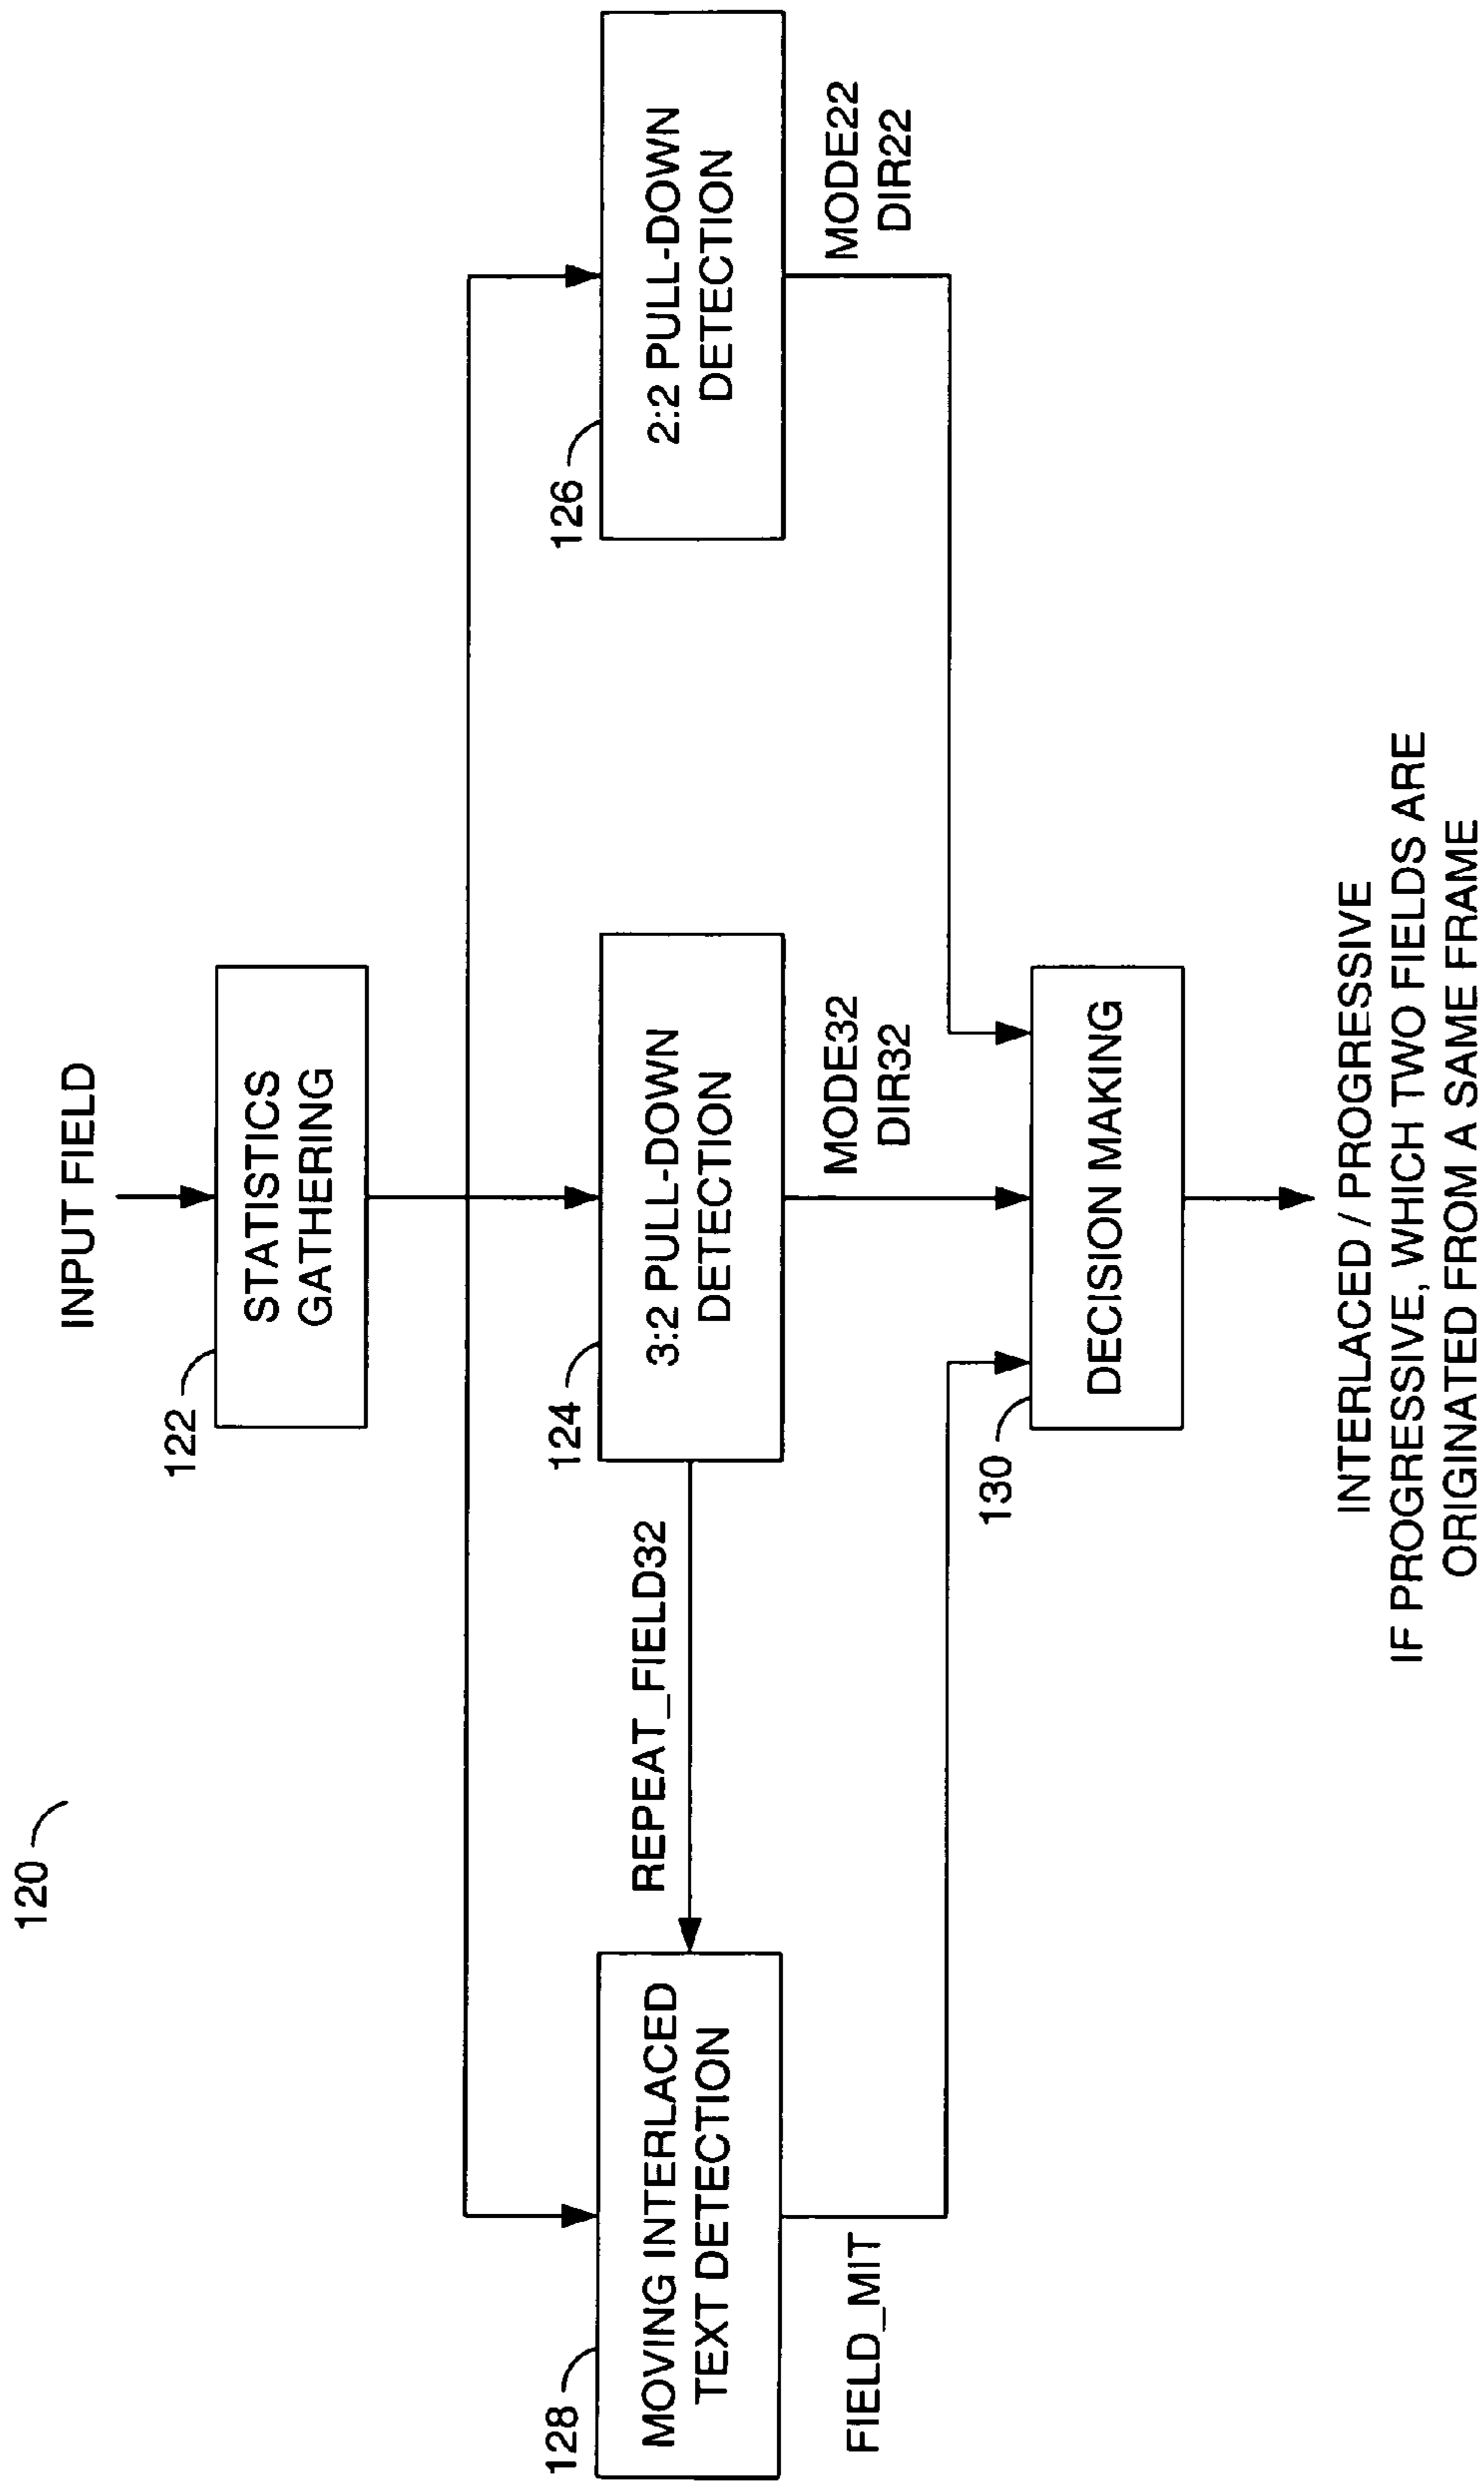 120
INPUT FIELD
122
STATISTICS
GATHERING
128
MOVING INTERLACED
TEXT DETECTION
REPEAT_FIELD32
124
3:2 PULL-DOWN
DETECTION
126
2:2 PULL-DOWN
DETECTION
FIELD_MIT
MODE32
DIR32
MODE22
DIR22
130
DECISION MAKING
INTERLACED / PROGRESSIVE
IF PROGRESSIVE, WHICH TWO FIELDS ARE
ORIGINATED FROM A SAME FRAME